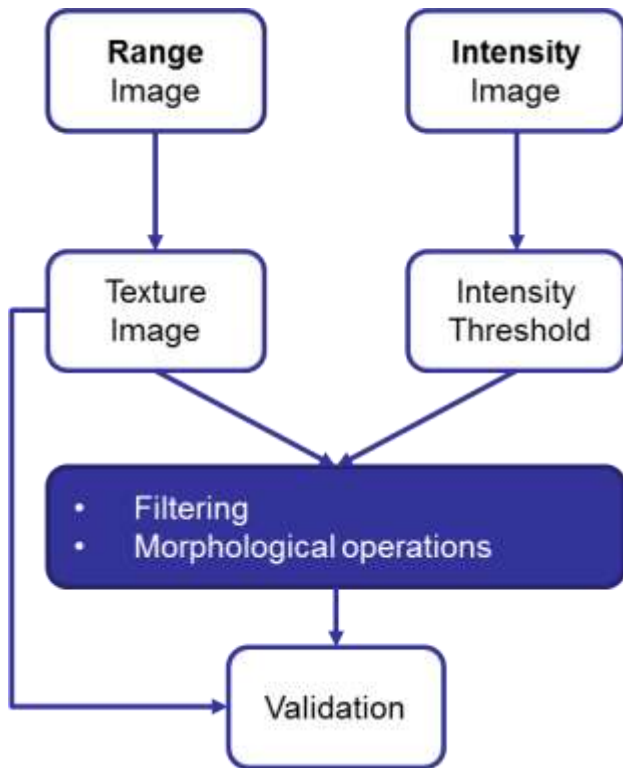 Range
Image
Intensity
Image
Texture
Image
Intensity
Threshold
• Filtering
• Morphological operations
Validation